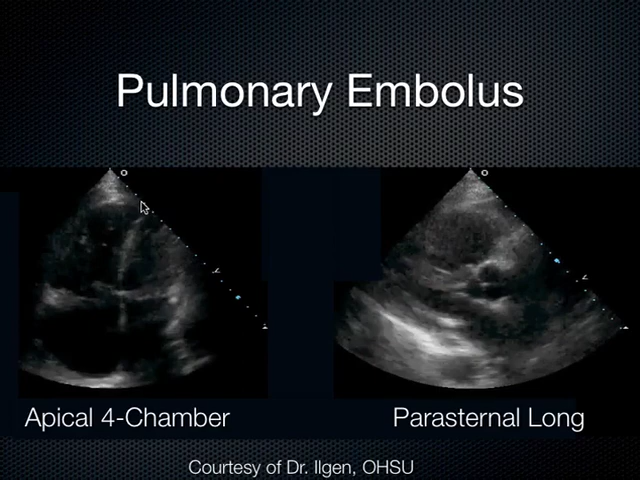 Pulmonary Embolus
Apical 4-Chamber
Parasternal Long
Courtesy of Dr. Ilgen, OHSU